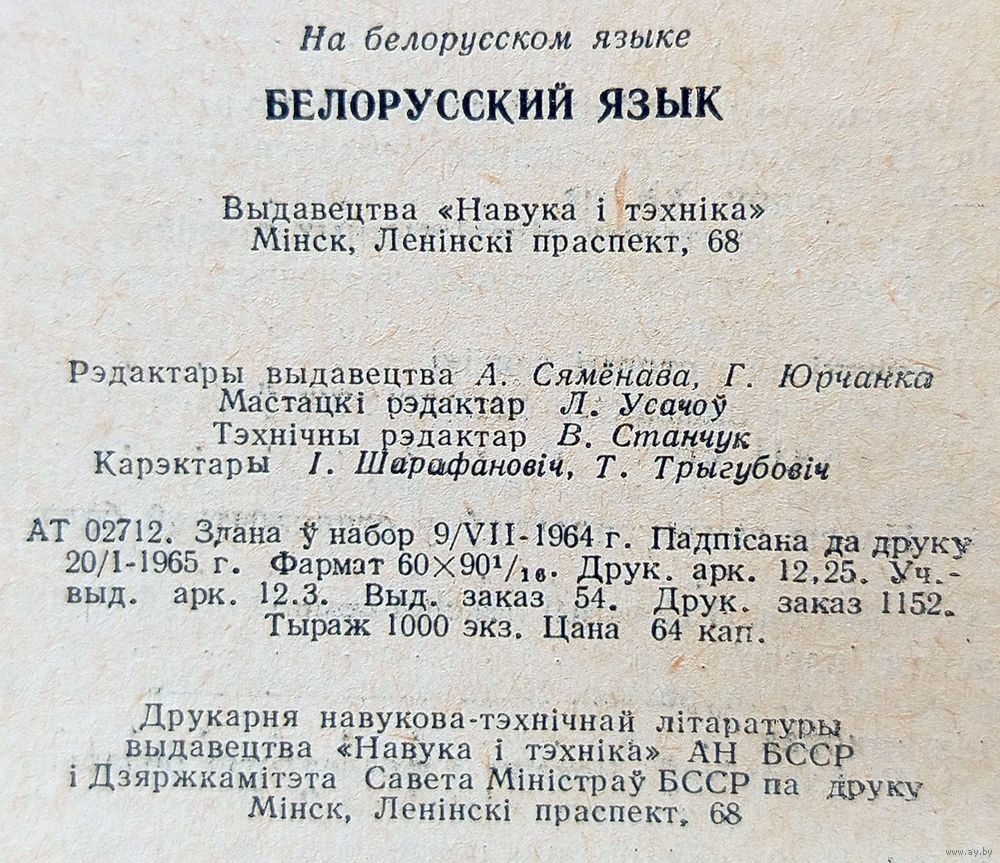 На белорусском языке
БЕЛОРУССКИЙ ЯЗЫК
Выдавецтва «Навука і тэхніка»
Мінск, Ленінскі праспект, 68
Рэдактары выдавецтва А. Сямёнава, Г. Юрчанка
Мастацкі рэдактар Л. Усачоў
Тэхнічны рэдактар В. Станчук
Карэктары І. Шарафановіч, Т. Трыгубовіч
АТ 02712. Здана ў набор 9/VII-1964 г. Падпісана да друку
20/I-1965 г. Фармат 60×90¹/₁₆. Друк. арк. 12,25. Уч.-
выд. арк. 12.3. Выд. заказ 54. Друк. заказ 1152.
Тыраж 1000 экз. Цана 64 кап.
Друкарня навукова-тэхнічнай літаратуры
выдавецтва «Навука і тэхніка» АН БССР
і Дзяржкамітэта Савета Міністраў БССР па друку
Мінск, Ленінскі праспект, 68
www.ay.by